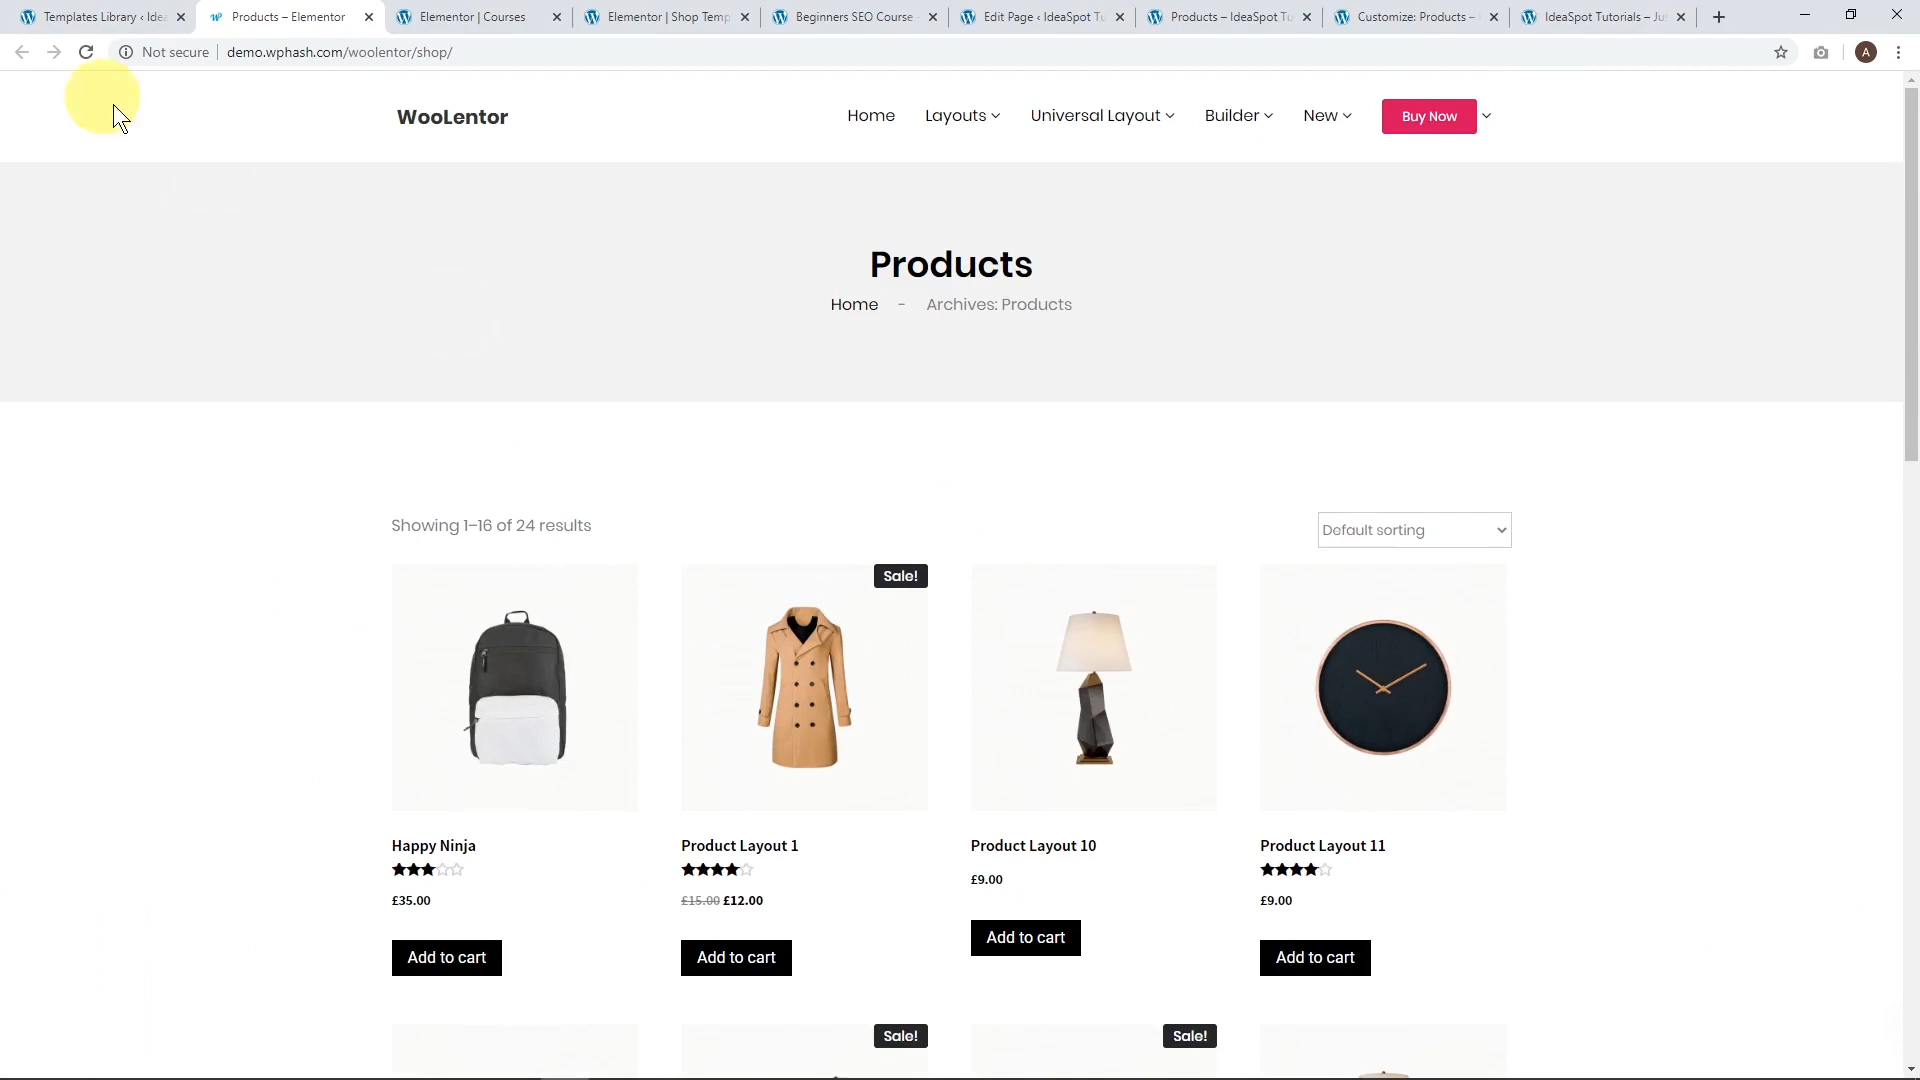 Templates Library ‹ Idea
Products – Elementor
Elementor | Courses
Elementor | Shop Temp
Beginners SEO Course -
Edit Page ‹ IdeaSpot Tu
Products – IdeaSpot Tu
Customize: Products –
IdeaSpot Tutorials – Ju
Not secure
demo.wphash.com/woolentor/shop/
A
WooLentor
Home
Layouts
Universal Layout
Builder
New
Buy Now
Products
Home - Archives: Products
Showing 1–16 of 24 results
Default sorting
Sale!
Happy Ninja
Product Layout 1
Product Layout 10
Product Layout 11
£35.00
£15.00 £12.00
£9.00
£9.00
Add to cart
Add to cart
Add to cart
Add to cart
Sale!
Sale!